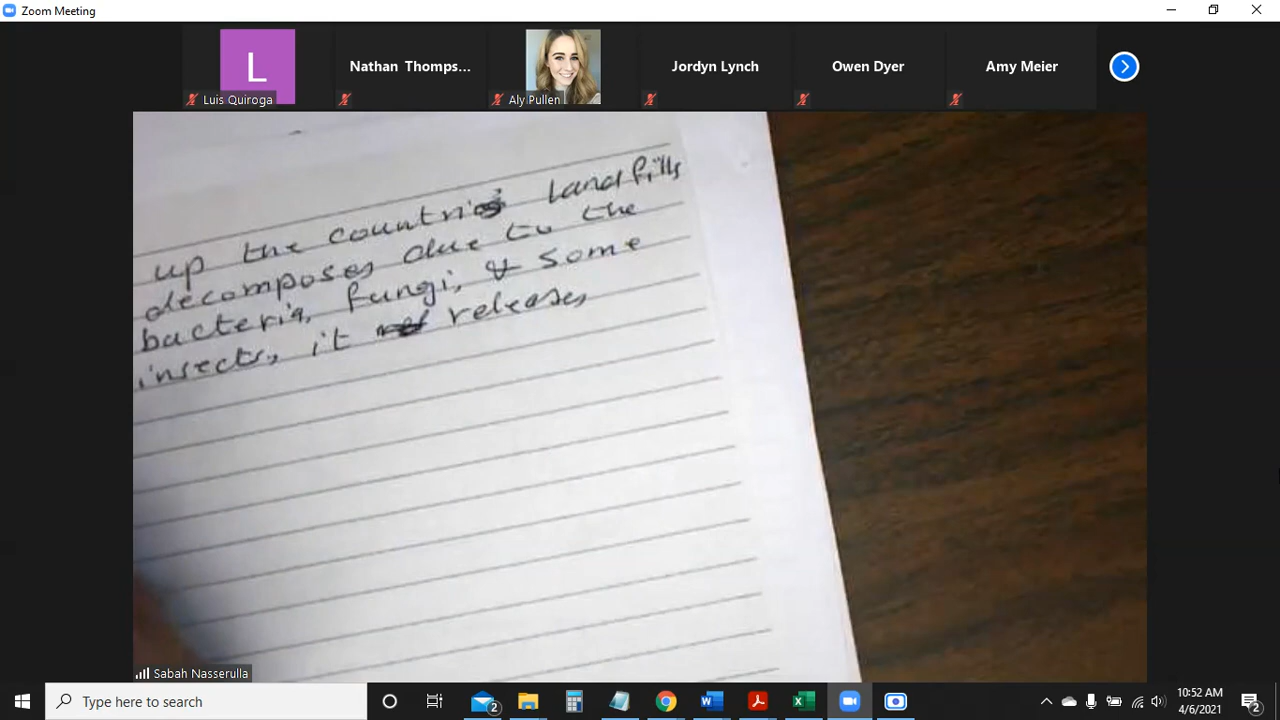 Zoom Meeting
L
Luis Quiroga
Nathan Thomps...
Aly Pullen
Jordyn Lynch
Owen Dyer
Amy Meier
up the countries landfills
decomposes due to the
bacteria, fungi, & some
insects, it releases
Sabah Nasserulla
Type here to search
2
10:52 AM
4/6/2021
2